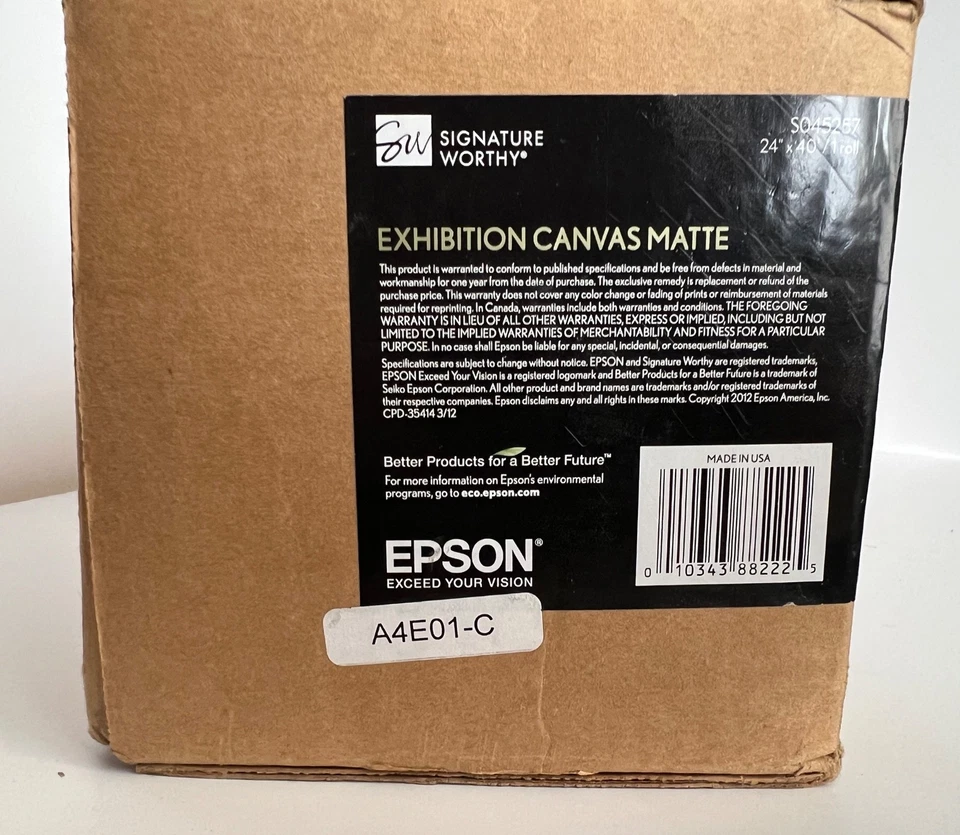 SW SIGNATURE
WORTHY®
S045257
24" x 40'/1 roll
EXHIBITION CANVAS MATTE
This product is warranted to conform to published specifications and be free from defects in material and
workmanship for one year from the date of purchase. The exclusive remedy is replacement or refund of the
purchase price. This warranty does not cover any color change or fading of prints or reimbursement of materials
required for reprinting. In Canada, warranties include both warranties and conditions. THE FOREGOING
WARRANTY IS IN LIEU OF ALL OTHER WARRANTIES, EXPRESS OR IMPLIED, INCLUDING BUT NOT
LIMITED TO THE IMPLIED WARRANTIES OF MERCHANTABILITY AND FITNESS FOR A PARTICULAR
PURPOSE. In no case shall Epson be liable for any special, incidental, or consequential damages.
Specifications are subject to change without notice. EPSON and Signature Worthy are registered trademarks,
EPSON Exceed Your Vision is a registered logomark and Better Products for a Better Future is a trademark of
Seiko Epson Corporation. All other product and brand names are trademarks and/or registered trademarks of
their respective companies. Epson disclaims any and all rights in these marks. Copyright 2012 Epson America, Inc.
CPD-35414 3/12
Better Products for a Better Future™
For more information on Epson's environmental
programs, go to eco.epson.com
MADE IN USA
0 10343 88222 5
EPSON®
EXCEED YOUR VISION
A4E01-C